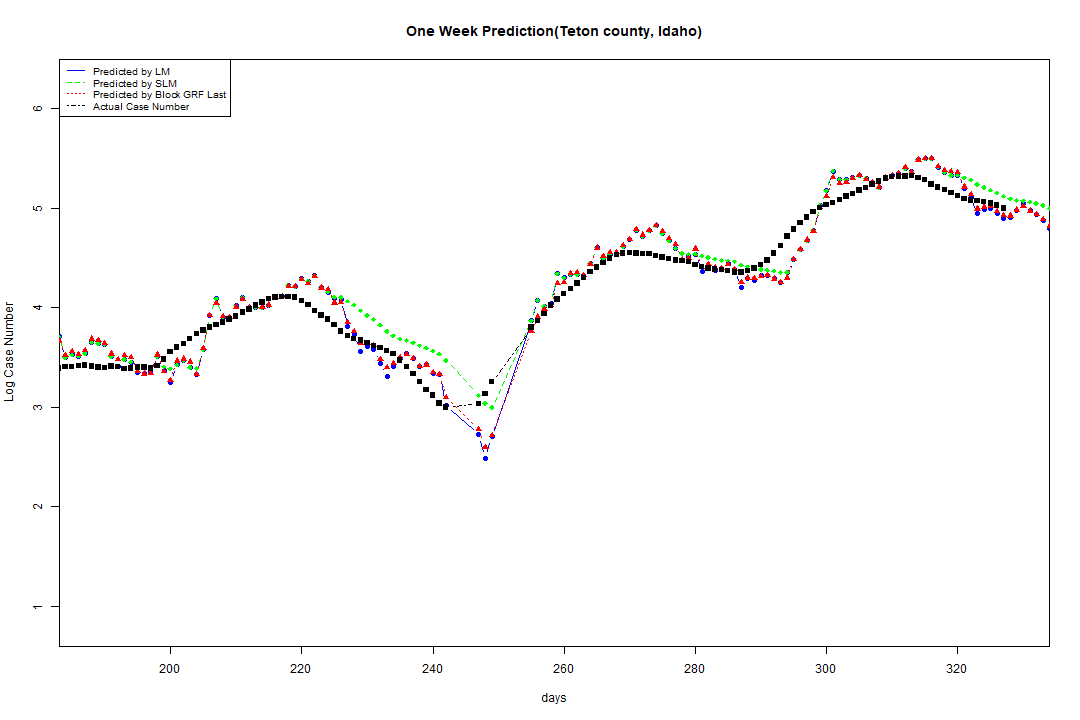 One Week Prediction(Teton county, Idaho)
Predicted by LM
Predicted by SLM
Predicted by Block GRF Last
Actual Case Number
6
5
4
3
2
1
Log Case Number
200 220 240 260 280 300 320
days